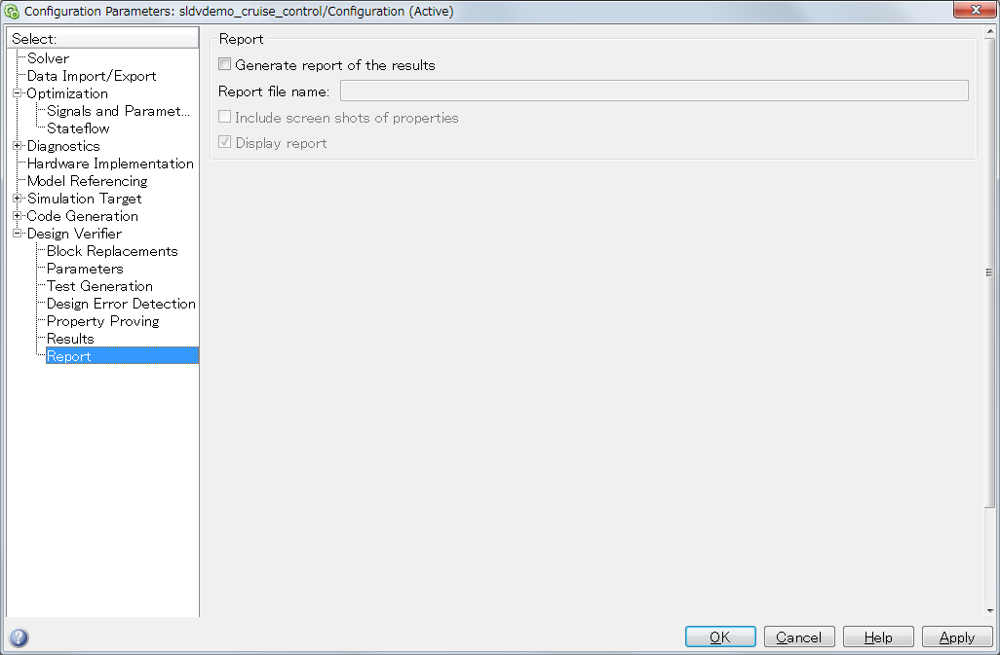 Configuration Parameters: sldvdemo_cruise_control/Configuration (Active)
Select:
Solver
Data Import/Export
Optimization
Signals and Paramet...
Stateflow
Diagnostics
Hardware Implementation
Model Referencing
Simulation Target
Code Generation
Design Verifier
Block Replacements
Parameters
Test Generation
Design Error Detection
Property Proving
Results
Report
Report
Generate report of the results
Report file name:
Include screen shots of properties
Display report
OK
Cancel
Help
Apply